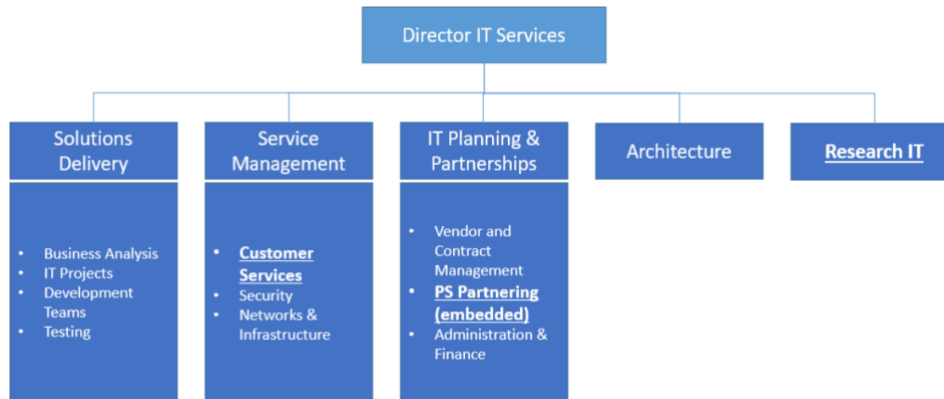 Director IT Services
Solutions
Delivery
• Business Analysis
• IT Projects
• Development
Teams
• Testing
Service
Management
• Customer
Services
• Security
• Networks &
Infrastructure
IT Planning &
Partnerships
• Vendor and
Contract
Management
• PS Partnering
(embedded)
• Administration &
Finance
Architecture
Research IT